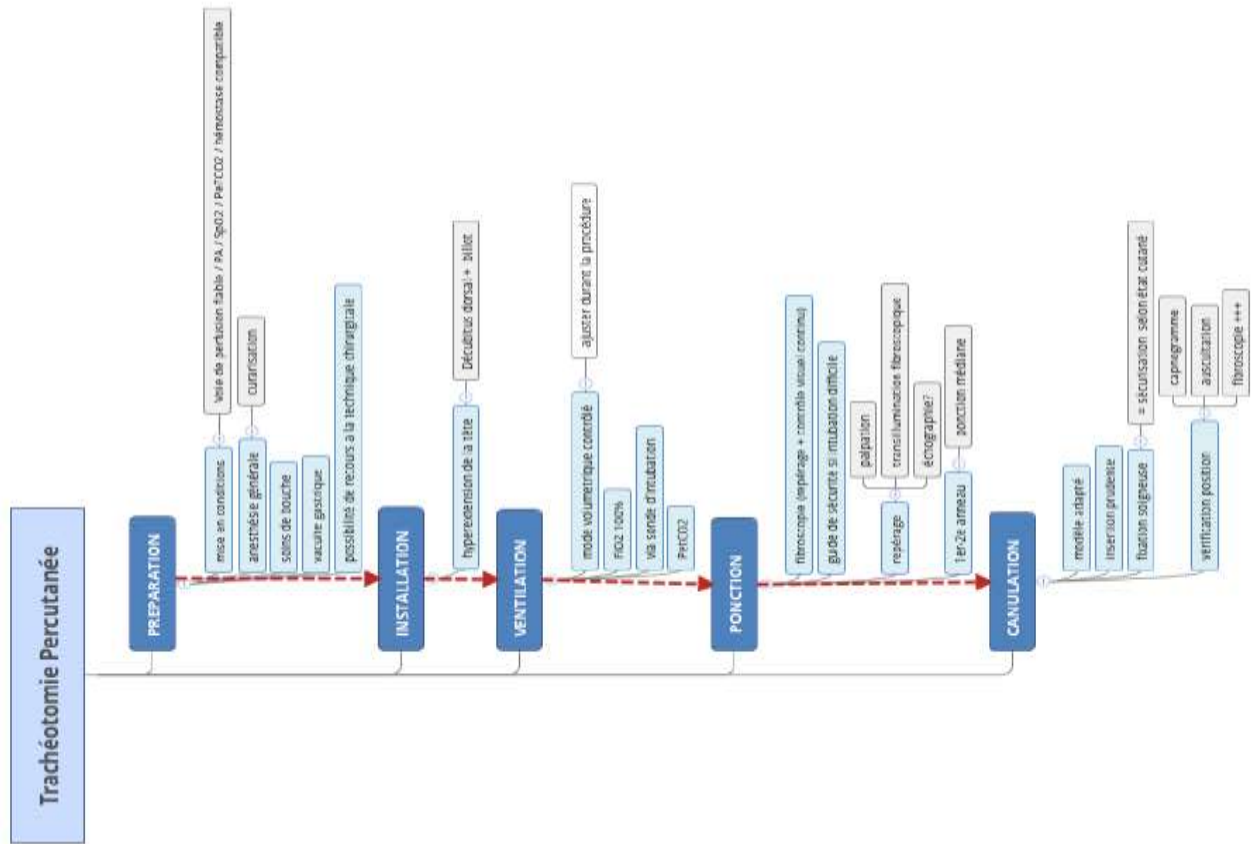 Trachéotomie Percutanée
PREPARATION
mise en conditions
voie de perfusion fiable / PA / SpO2 / PeTCO2 / hémostase compatible
anesthésie générale
curarisation
soins de bouche
vacuité gastrique
possibilité de recours à la technique chirurgicale
INSTALLATION
hyperextension de la tête
Décubitus dorsal + billot
VENTILATION
mode volumétrique contrôlé
ajuster durant la procédure
FiO2 100%
via sonde d'intubation
PetCO2
PONCTION
fibroscopie (repérage + contrôle visuel continu)
guide de sécurité si intubation difficile
repérage
palpation
transillumination fibroscopique
échographie?
1er-2e anneau
ponction médiane
CANULATION
modèle adapté
insertion prudente
fixation soigneuse
= sécurisation selon état cutané
vérification position
capnogramme
auscultation
fibroscopie +++